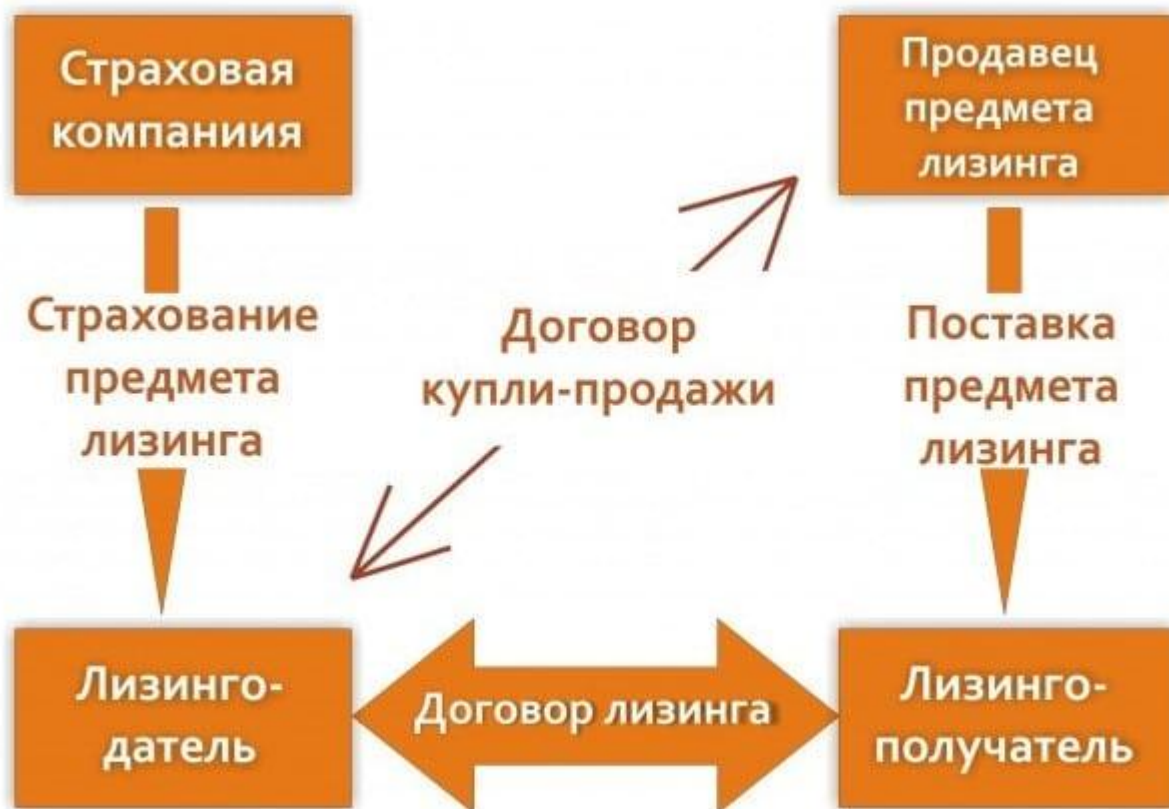 Страховая
компаниия
Продавец
предмета
лизинга
Страхование
предмета
лизинга
Договор
купли-продажи
Поставка
предмета
лизинга
Лизинго-
датель
Договор лизинга
Лизинго-
получатель